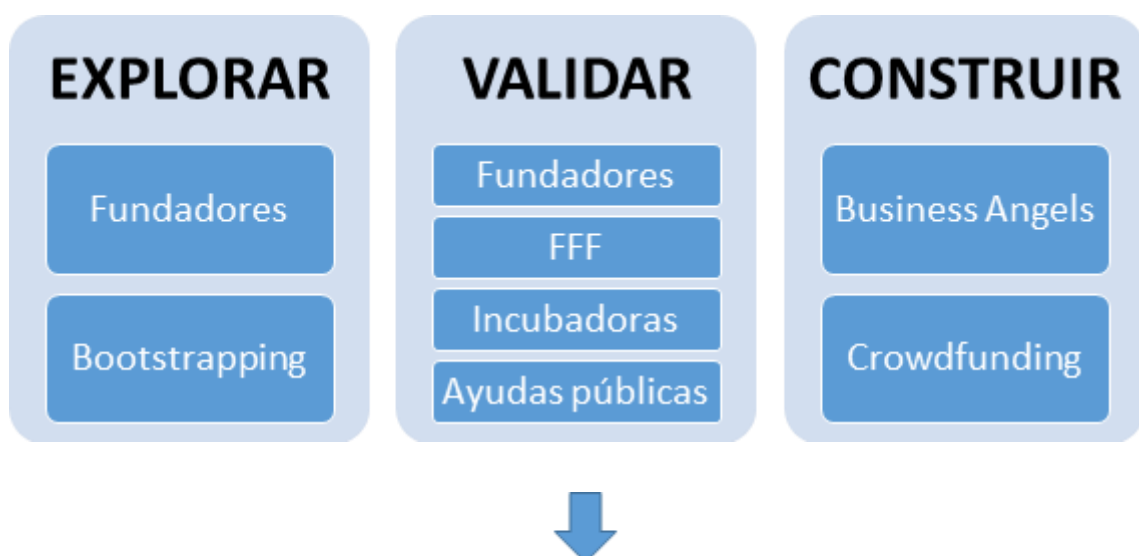 EXPLORAR
Fundadores
Bootstrapping
VALIDAR
Fundadores
FFF
Incubadoras
Ayudas públicas
CONSTRUIR
Business Angels
Crowdfunding